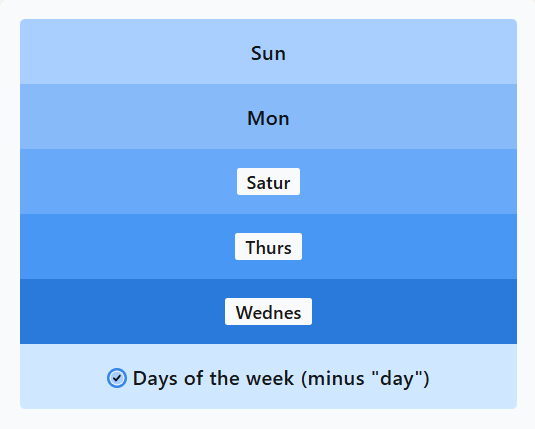 Sun
Mon
Satur
Thurs
Wednes
Days of the week (minus "day")